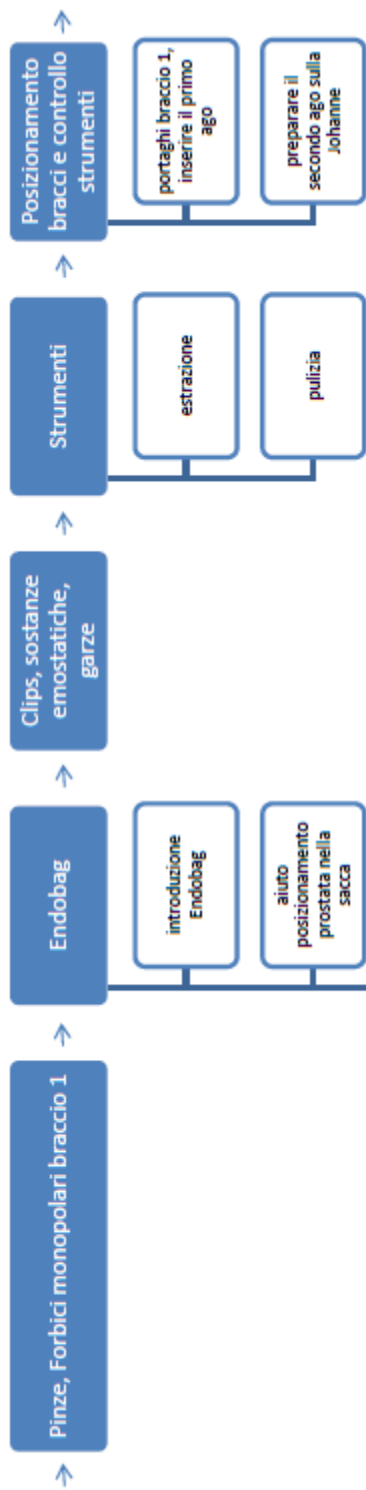 Pinze, Forbici monopolari braccio 1
Endobag
introduzione
Endobag
aiuto
posizionamento
prostata nella
sacca
Clips, sostanze
emostatiche,
garze
Strumenti
estrazione
pulizia
Posizionamento
bracci e controllo
strumenti
portaghi braccio 1,
inserire il primo
ago
preparare il
secondo ago sulla
Johanne